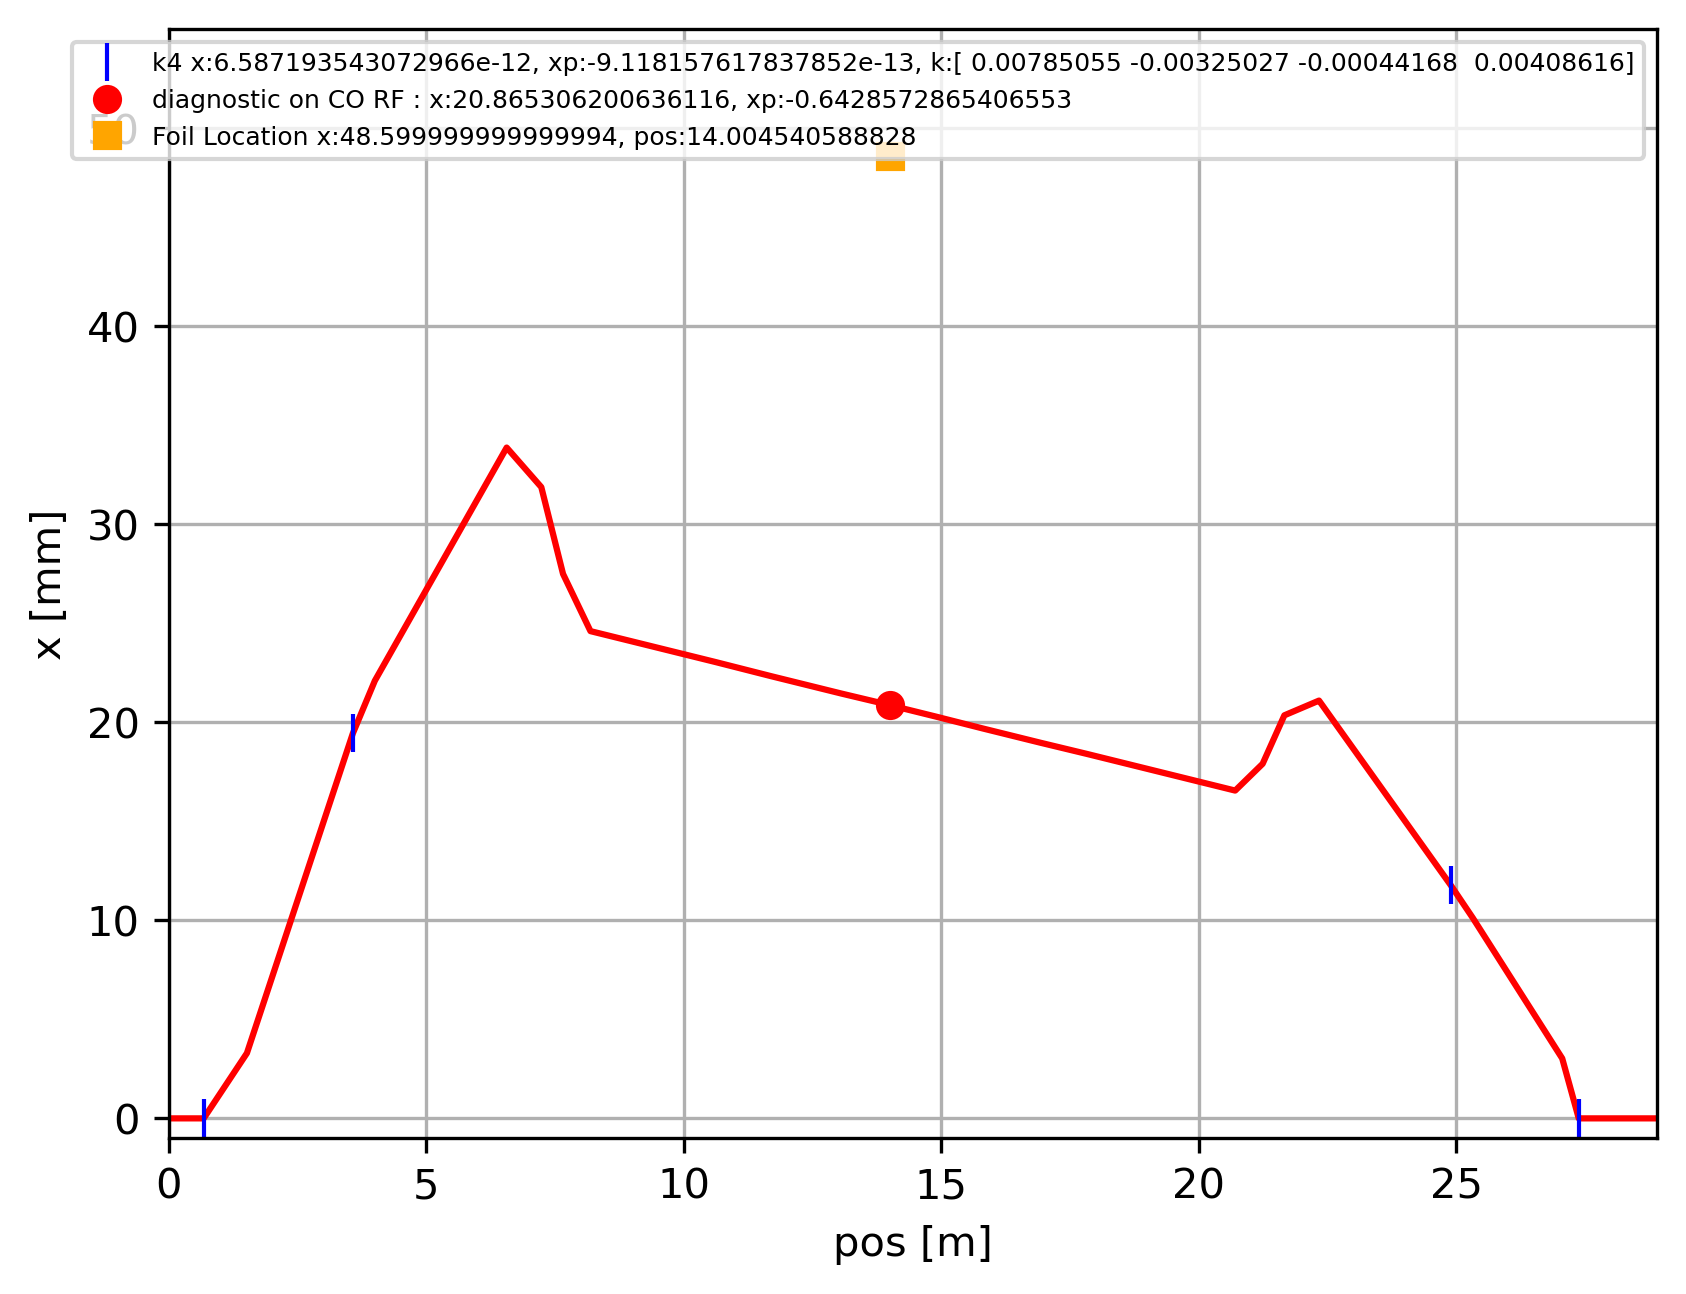 k4 x:6.587193543072966e-12, xp:-9.118157617837852e-13, k:[ 0.00785055 -0.00325027 -0.00044168  0.00408616]
diagnostic on CO RF : x:20.865306200636116, xp:-0.6428572865406553
Foil Location x:48.599999999999994, pos:14.004540588828
50
40
30
20
10
0
x [mm]
0 5 10 15 20 25
pos [m]